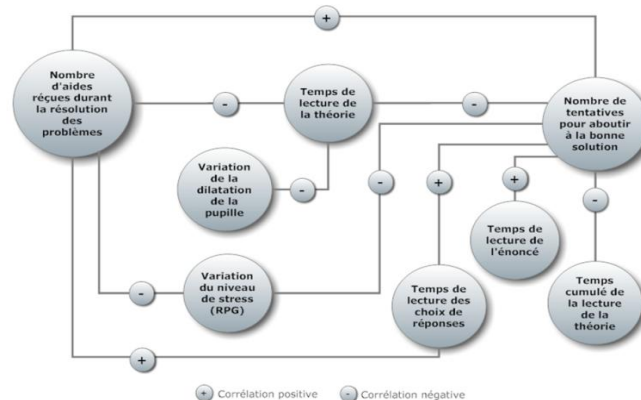 +
Nombre
d'aides
réçues durant
la résolution
des
problèmes
-
Temps de
lecture de
la théorie
-
Nombre de
tentatives
pour aboutir
à la bonne
solution
Variation
de la
dilatation
de la
pupille
-
-
+
+
-
Temps de
lecture de
l'énoncé
Variation
du niveau
de stress
(RPG)
-
Temps de
lecture des
choix de
réponses
Temps
cumulé de
la lecture
de la
théorie
+
+ Corrélation positive - Corrélation négative